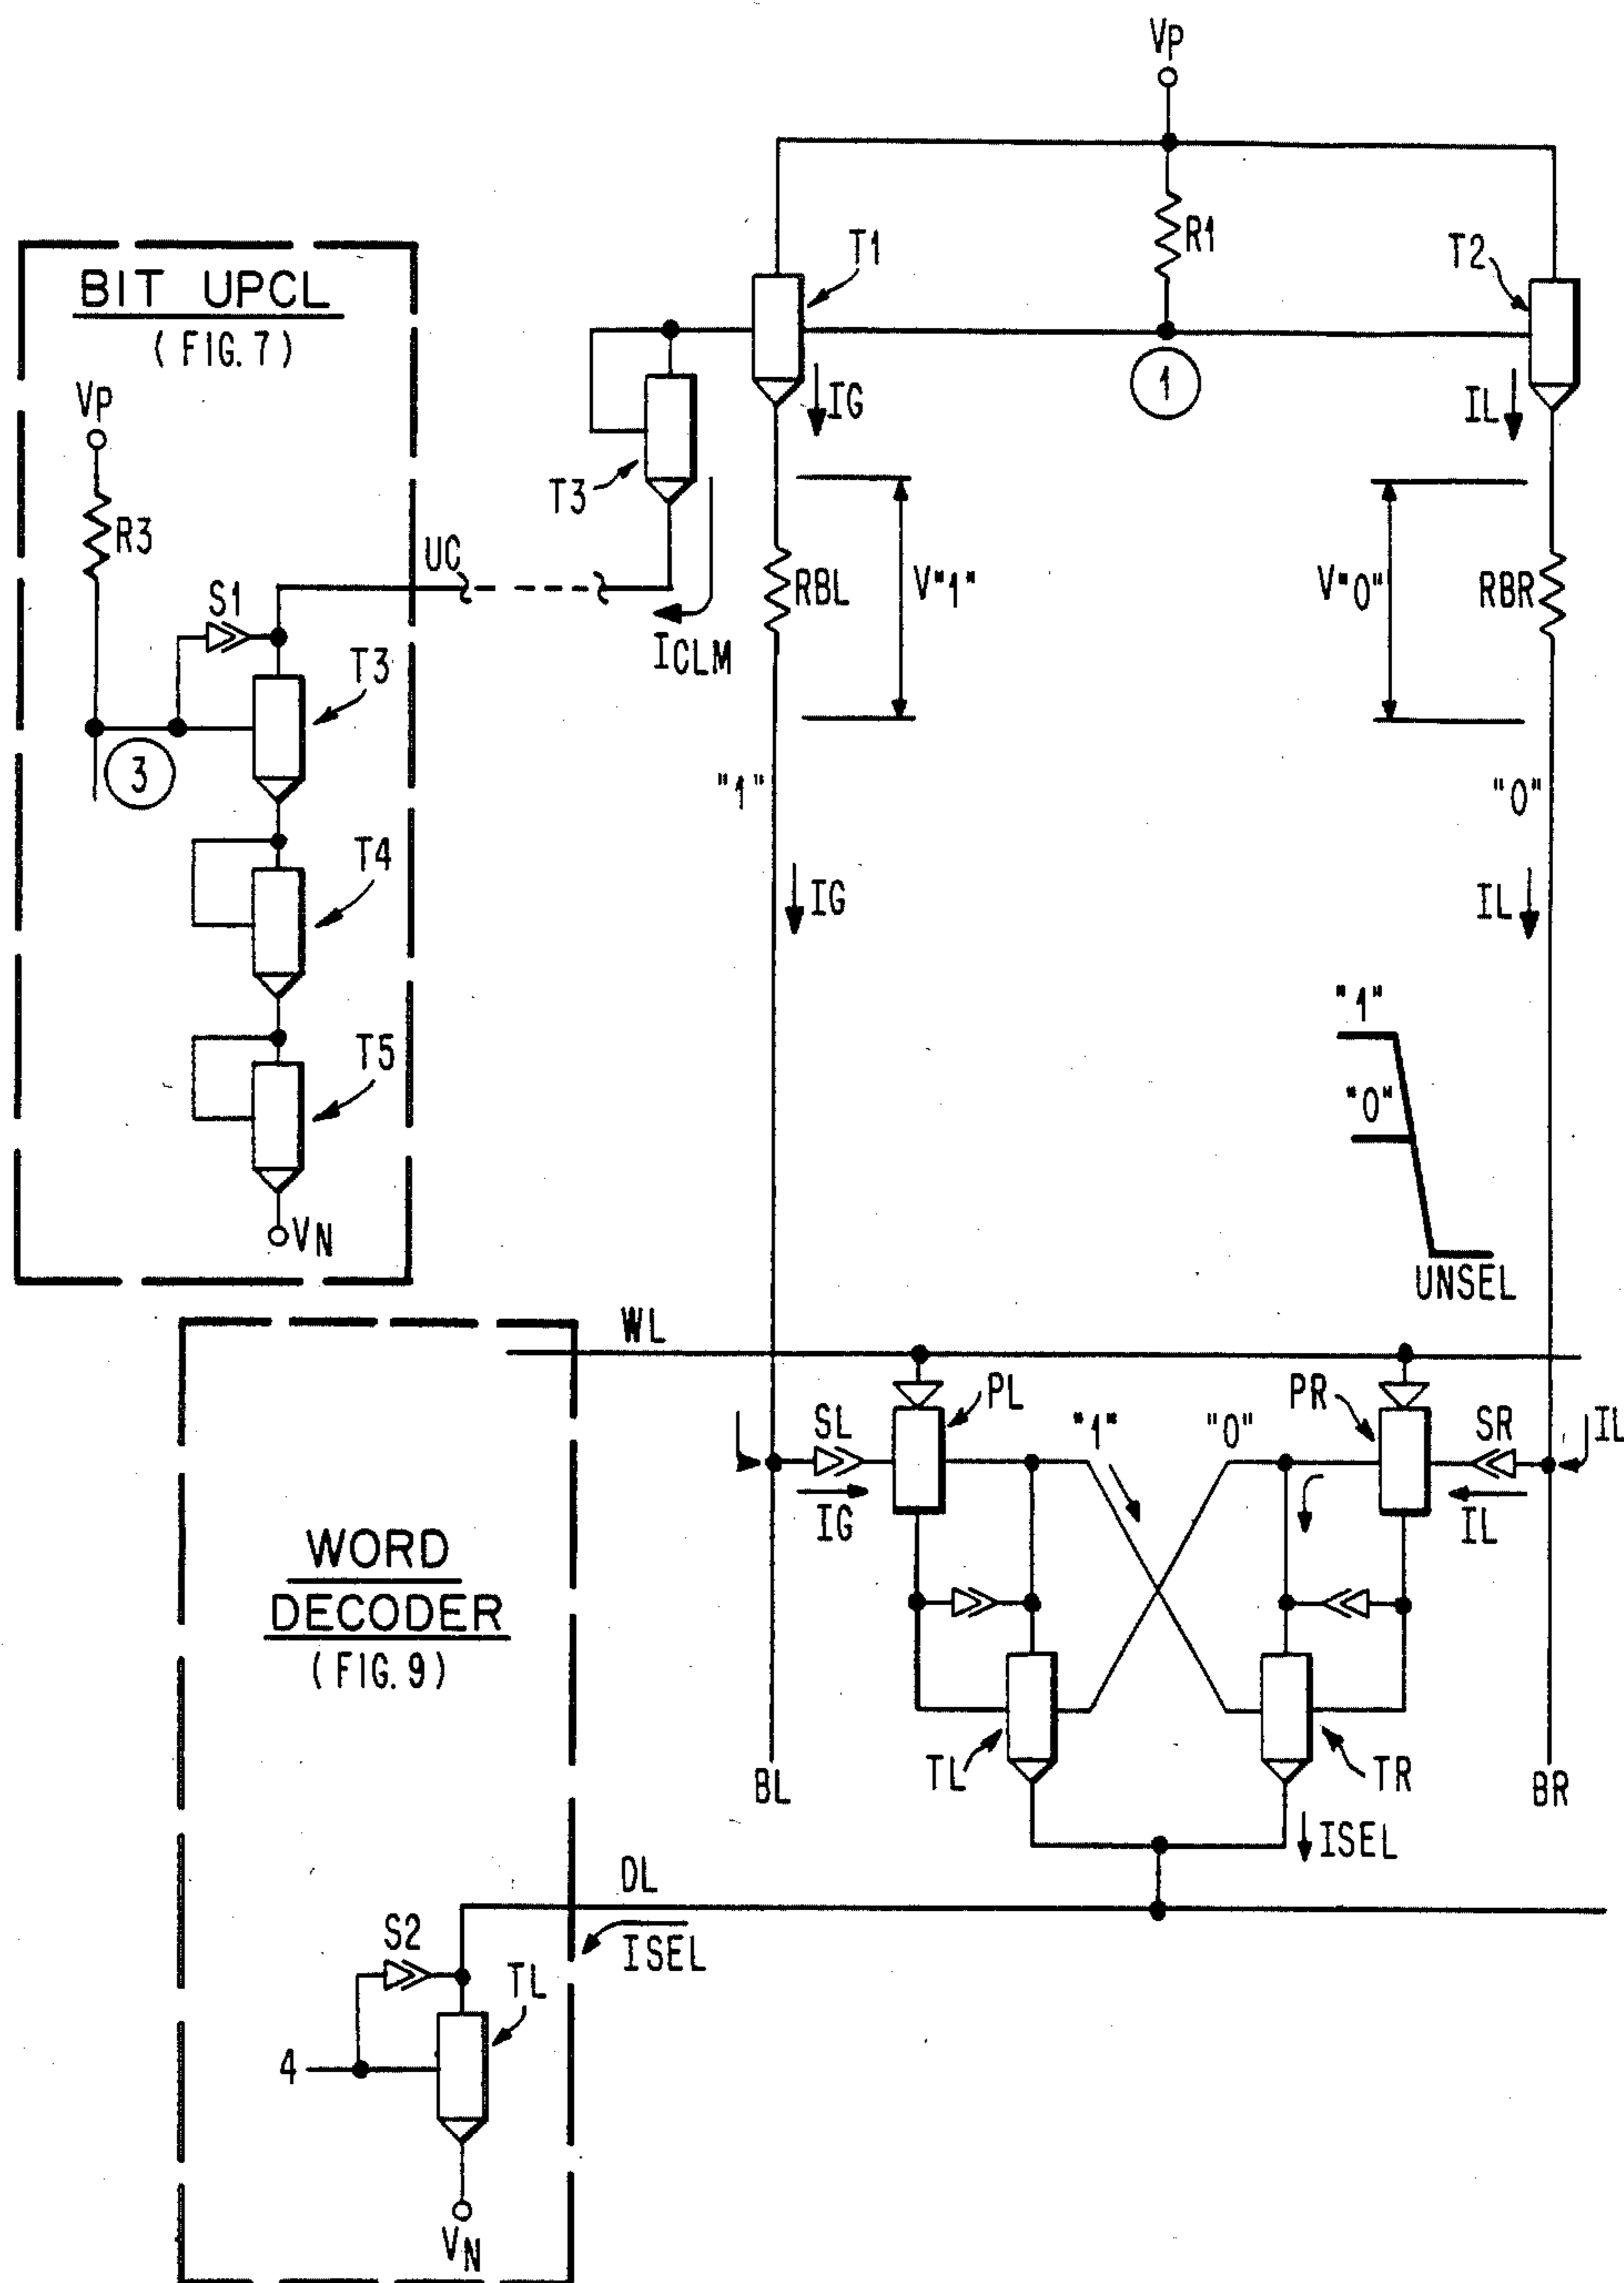 VP
R1
T1
T2
1
IG
IL
BIT UPCL
(FIG. 7)
VP
R3
S1
UC
T3
T3
ICLM
RBL
V"1"
V"0"
RBR
3
"1"
"0"
T4
IG
IL
T5
VN
"1"
"0"
UNSEL
WL
PL
PR
SL
"1"
"0"
SR
IL
IG
IL
WORD
DECODER
(FIG. 9)
TL
TR
BL
BR
ISEL
DL
ISEL
S2
TL
4
VN